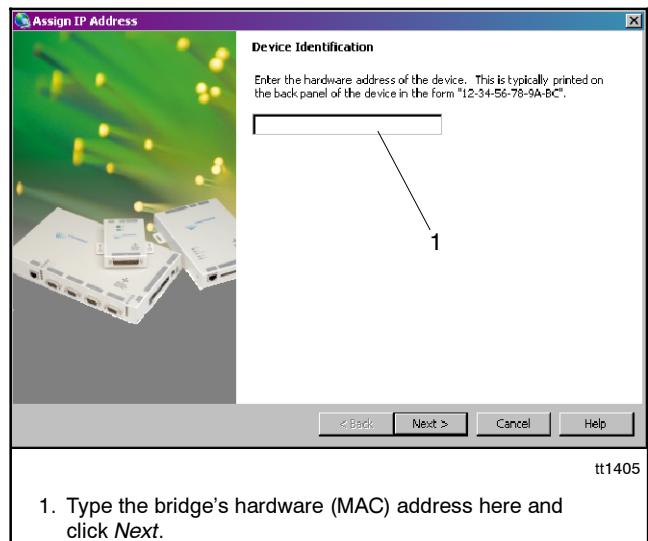 Assign IP Address
Device Identification
Enter the hardware address of the device. This is typically printed on
the back panel of the device in the form "12-34-56-78-9A-BC".
1
< Back Next > Cancel Help
tt1405
1. Type the bridge's hardware (MAC) address here and
click Next.